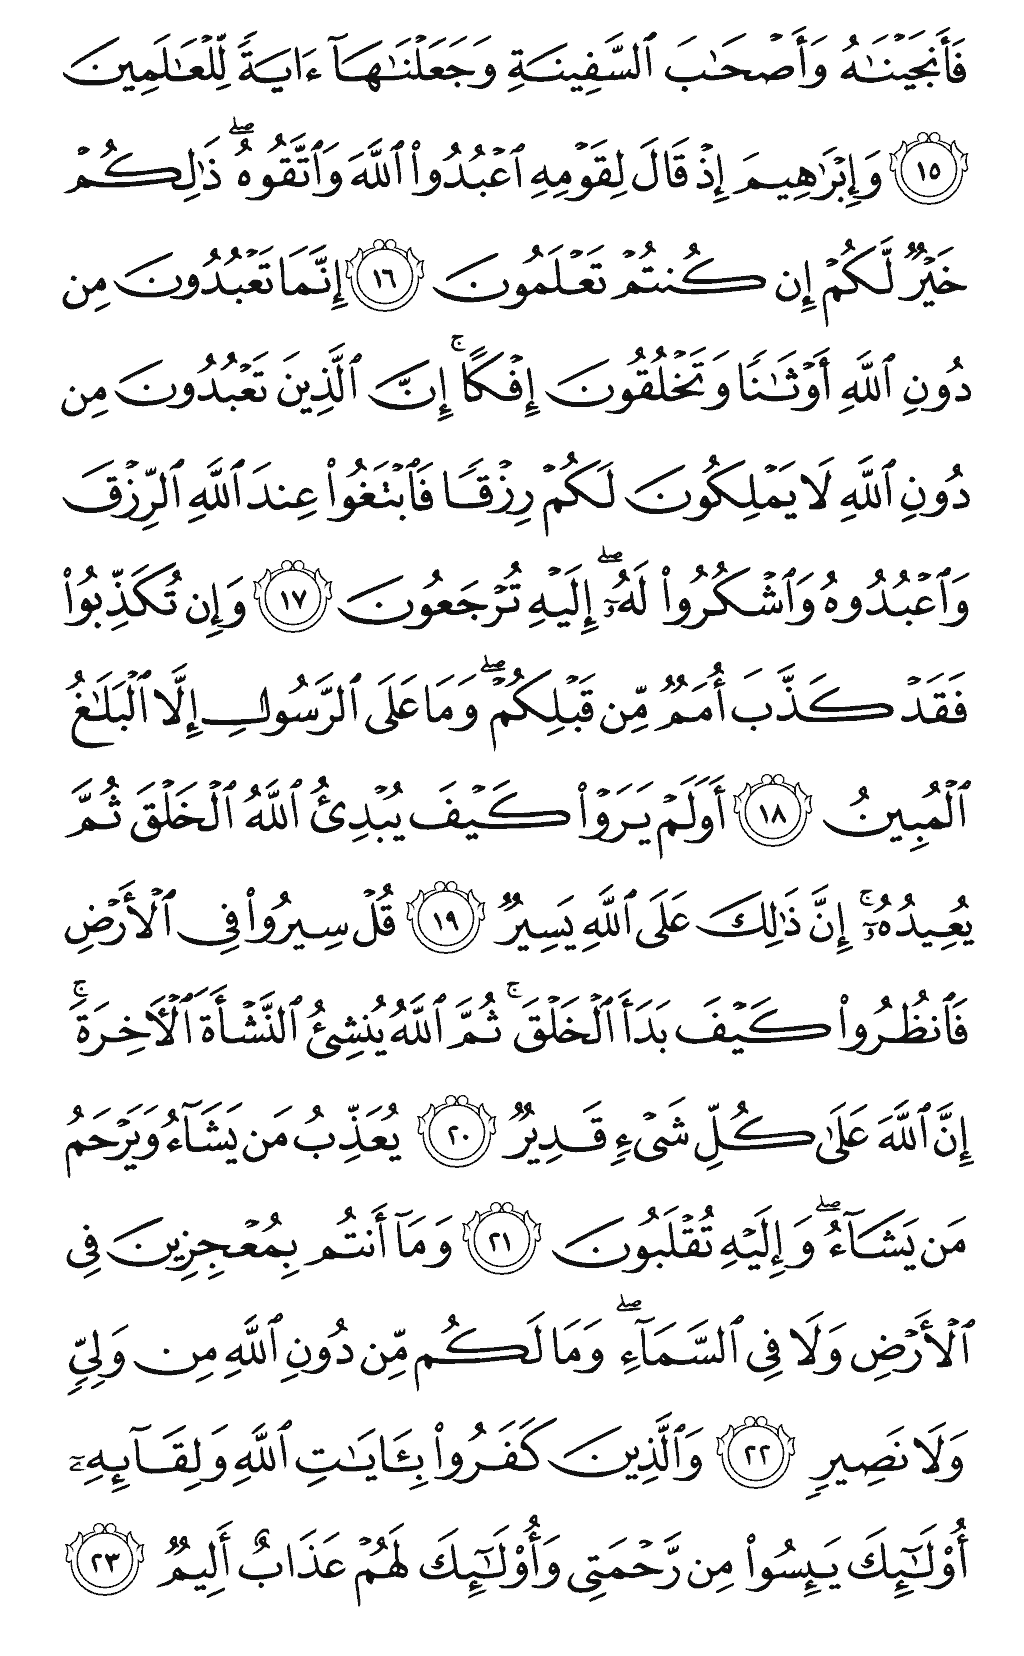 فَأَنجَيْنَٰهُ وَأَصْحَٰبَ ٱلسَّفِينَةِ وَجَعَلْنَٰهَآ ءَايَةً لِّلْعَٰلَمِينَ
١٥ وَإِبْرَٰهِيمَ إِذْ قَالَ لِقَوْمِهِ ٱعْبُدُوا۟ ٱللَّهَ وَٱتَّقُوهُ ۖ ذَٰلِكُمْ
خَيْرٌ لَّكُمْ إِن كُنتُمْ تَعْلَمُونَ ١٦ إِنَّمَا تَعْبُدُونَ مِن
دُونِ ٱللَّهِ أَوْثَٰنًا وَتَخْلُقُونَ إِفْكًا ۚ إِنَّ ٱلَّذِينَ تَعْبُدُونَ مِن
دُونِ ٱللَّهِ لَا يَمْلِكُونَ لَكُمْ رِزْقًا فَٱبْتَغُوا۟ عِندَ ٱللَّهِ ٱلرِّزْقَ
وَٱعْبُدُوهُ وَٱشْكُرُوا۟ لَهُۥٓ ۖ إِلَيْهِ تُرْجَعُونَ ١٧ وَإِن تُكَذِّبُوا۟
فَقَدْ كَذَّبَ أُمَمٌ مِّن قَبْلِكُمْ ۖ وَمَا عَلَى ٱلرَّسُولِ إِلَّا ٱلْبَلَٰغُ
ٱلْمُبِينُ ١٨ أَوَلَمْ يَرَوْا۟ كَيْفَ يُبْدِئُ ٱللَّهُ ٱلْخَلْقَ ثُمَّ
يُعِيدُهُۥٓ ۚ إِنَّ ذَٰلِكَ عَلَى ٱللَّهِ يَسِيرٌ ١٩ قُلْ سِيرُوا۟ فِى ٱلْأَرْضِ
فَٱنظُرُوا۟ كَيْفَ بَدَأَ ٱلْخَلْقَ ۚ ثُمَّ ٱللَّهُ يُنشِئُ ٱلنَّشْأَةَ ٱلْـَٔاخِرَةَ ۚ
إِنَّ ٱللَّهَ عَلَىٰ كُلِّ شَىْءٍ قَدِيرٌ ٢٠ يُعَذِّبُ مَن يَشَآءُ وَيَرْحَمُ
مَن يَشَآءُ ۖ وَإِلَيْهِ تُقْلَبُونَ ٢١ وَمَآ أَنتُم بِمُعْجِزِينَ فِى
ٱلْأَرْضِ وَلَا فِى ٱلسَّمَآءِ ۖ وَمَا لَكُم مِّن دُونِ ٱللَّهِ مِن وَلِىٍّ
وَلَا نَصِيرٍ ٢٢ وَٱلَّذِينَ كَفَرُوا۟ بِـَٔايَٰتِ ٱللَّهِ وَلِقَآئِهِۦٓ
أُو۟لَٰٓئِكَ يَئِسُوا۟ مِن رَّحْمَتِى وَأُو۟لَٰٓئِكَ لَهُمْ عَذَابٌ أَلِيمٌ ٢٣